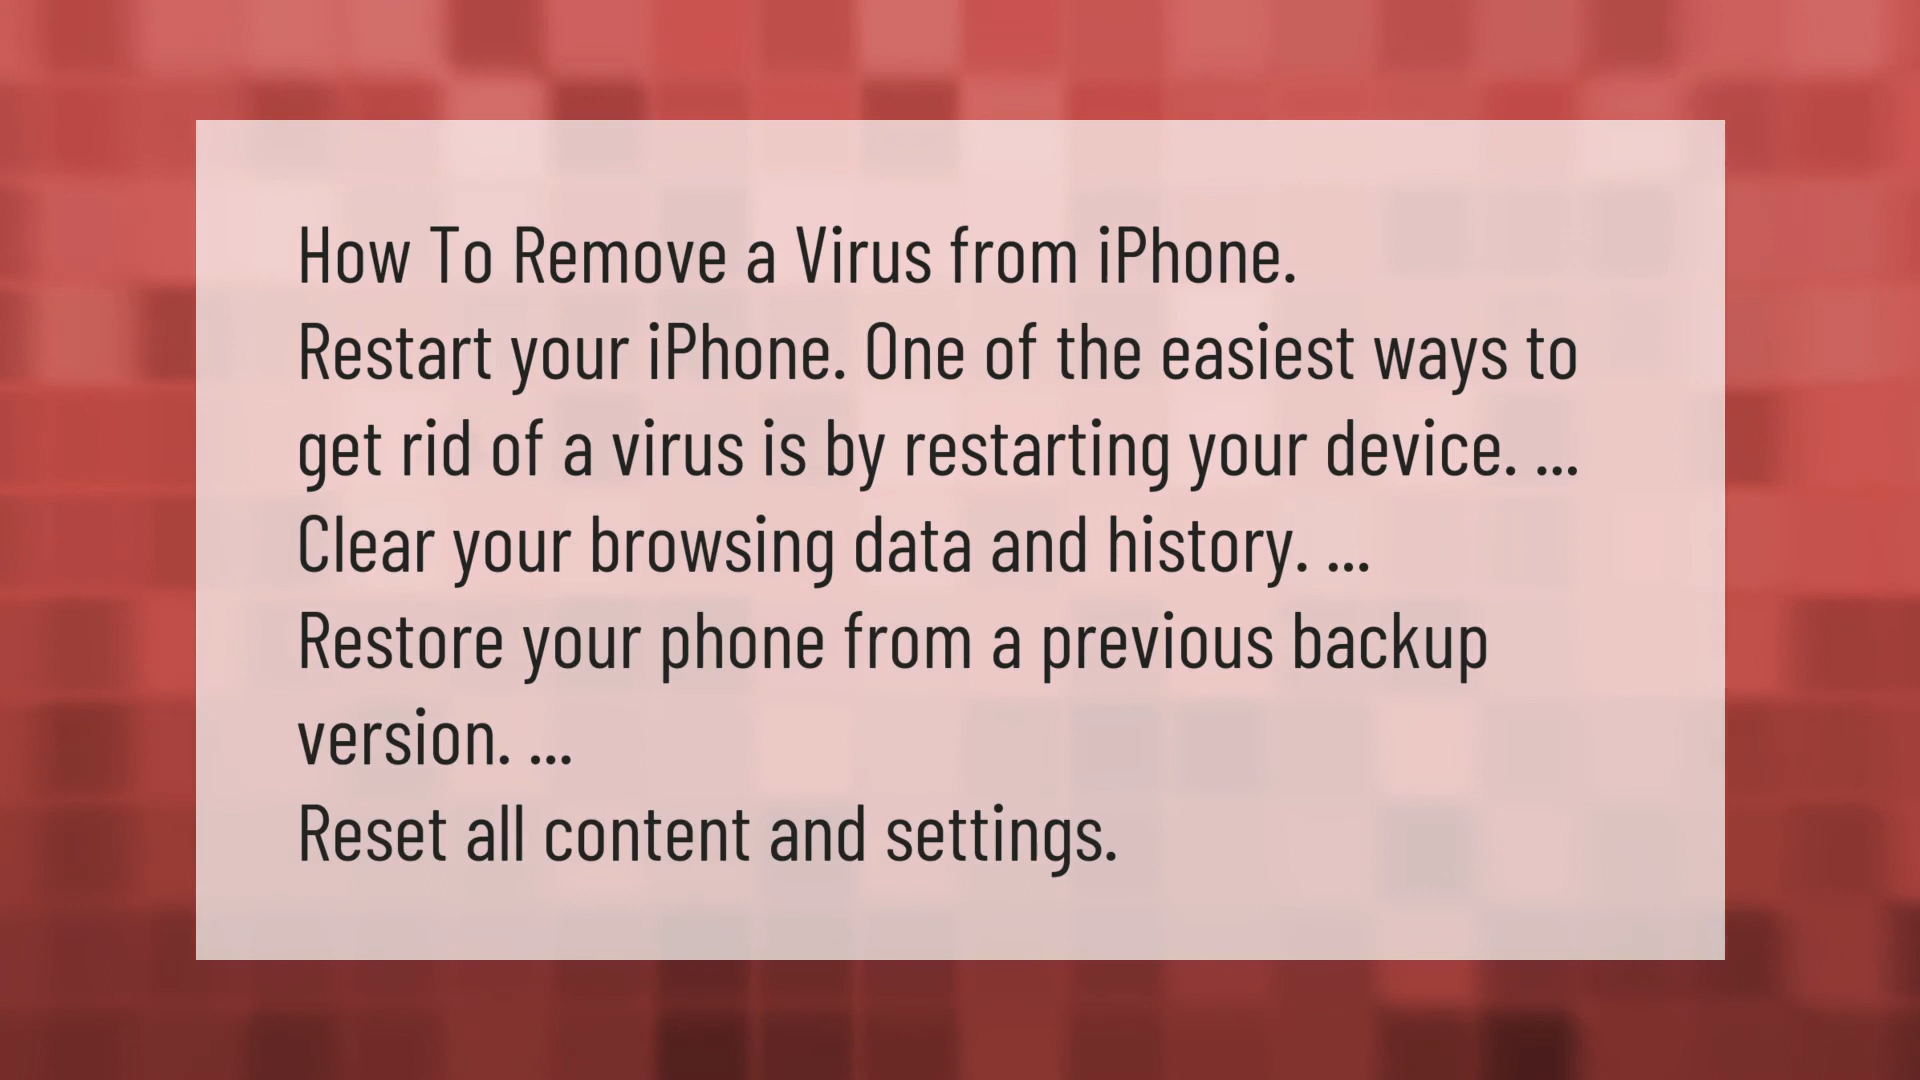 How To Remove a Virus from iPhone.
Restart your iPhone. One of the easiest ways to
get rid of a virus is by restarting your device. ...
Clear your browsing data and history. ...
Restore your phone from a previous backup
version. ...
Reset all content and settings.